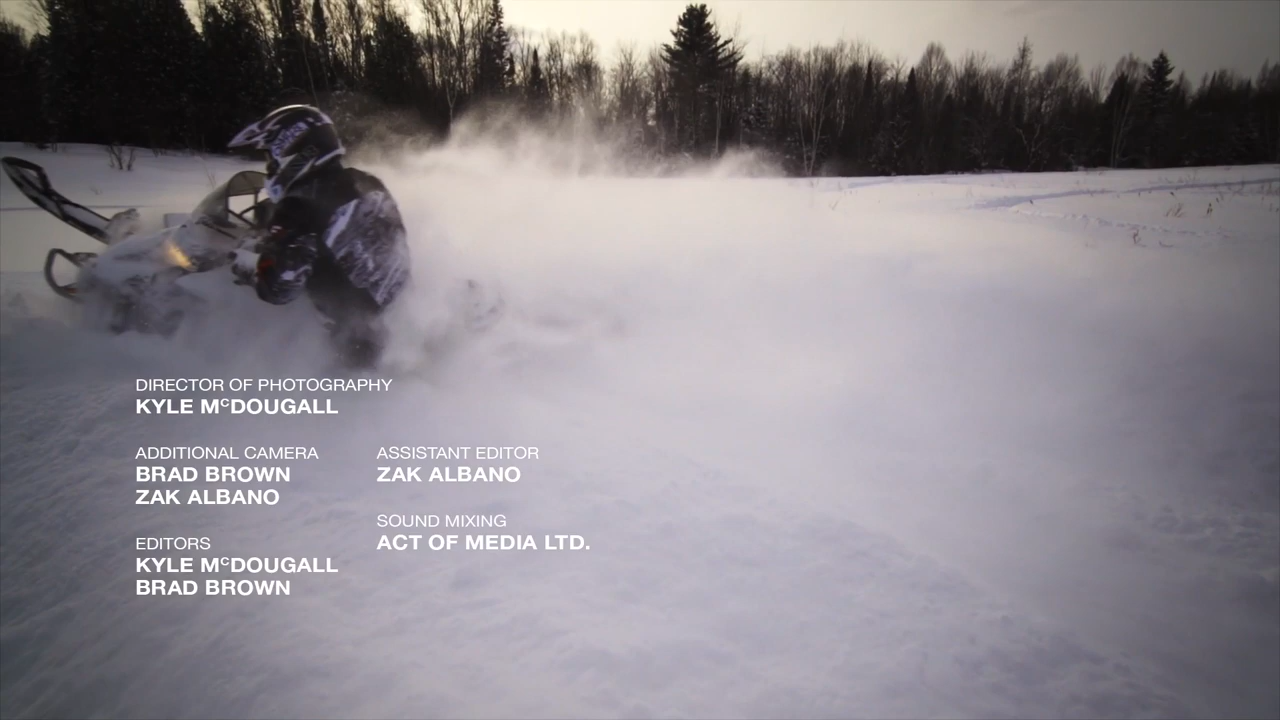 DIRECTOR OF PHOTOGRAPHY
KYLE McDOUGALL
ADDITIONAL CAMERA
BRAD BROWN
ZAK ALBANO
EDITORS
KYLE McDOUGALL
BRAD BROWN
ASSISTANT EDITOR
ZAK ALBANO
SOUND MIXING
ACT OF MEDIA LTD.